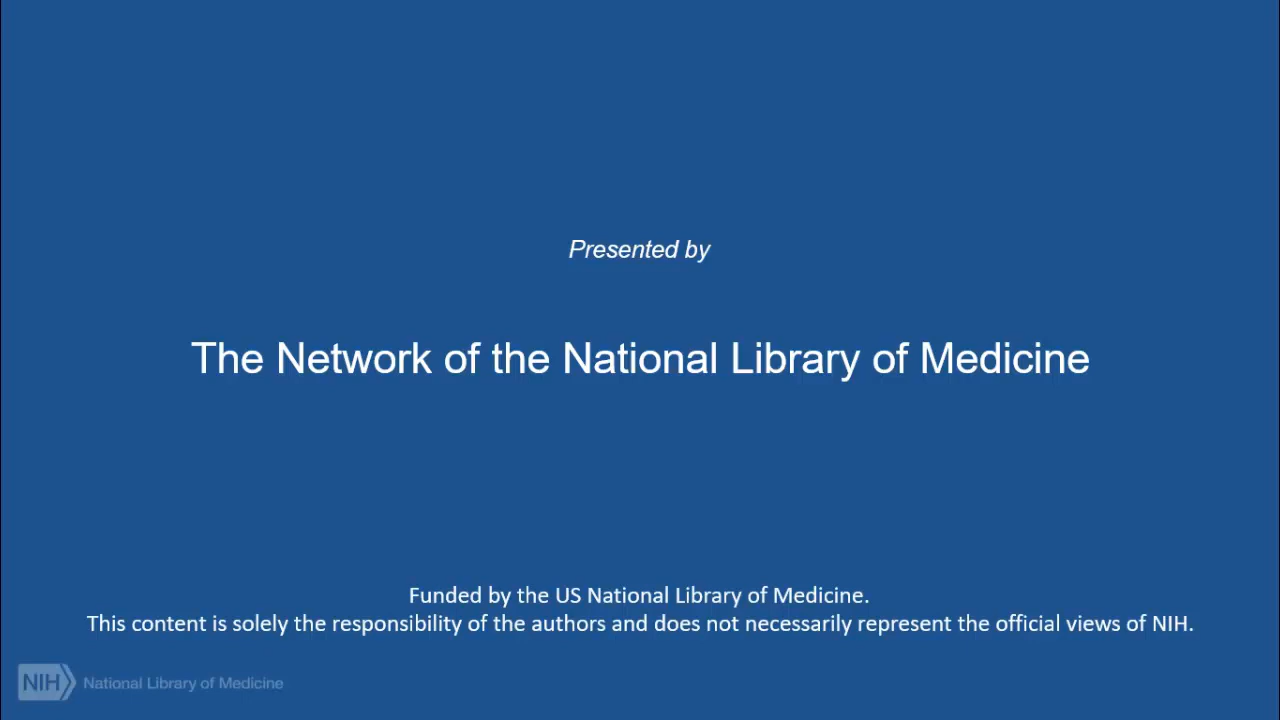 Presented by
The Network of the National Library of Medicine
Funded by the US National Library of Medicine.
This content is solely the responsibility of the authors and does not necessarily represent the official views of NIH.
NIH National Library of Medicine